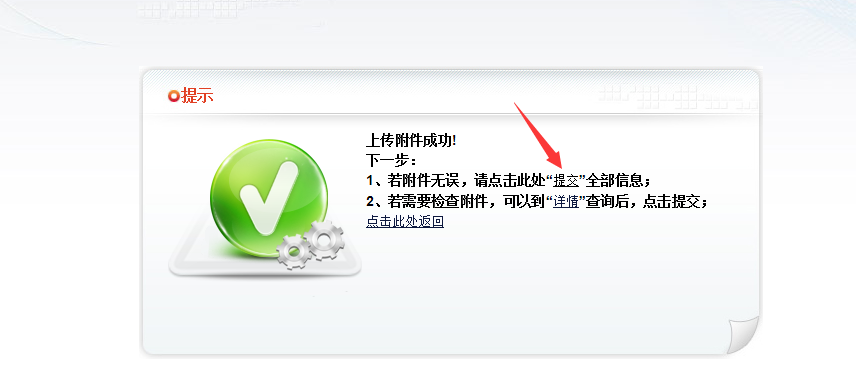 提示
上传附件成功!
下一步：
1、若附件无误，请点击此处“提交”全部信息；
2、若需要检查附件，可以到“详情”查询后，点击提交；
点击此处返回